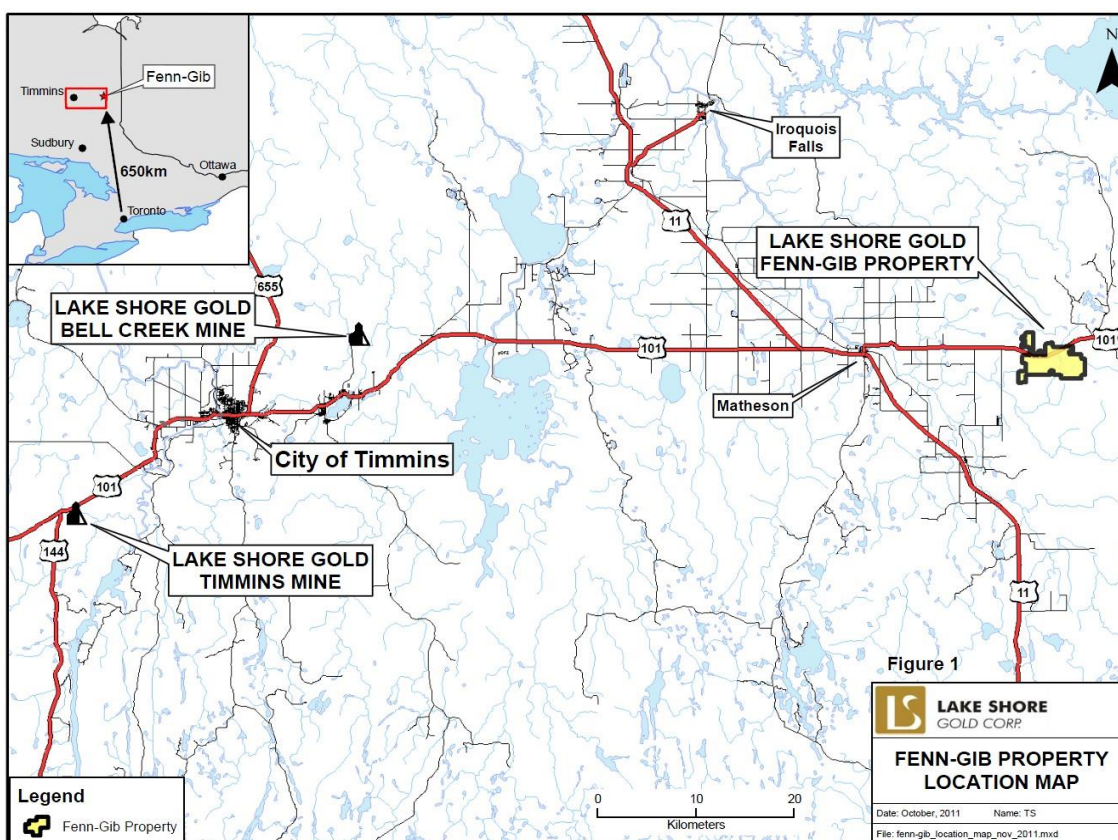 N
Fenn-Gib
Timmins
Sudbury
Ottawa
650km
Toronto
Iroquois
Falls
11
LAKE SHORE GOLD
FENN-GIB PROPERTY
655
LAKE SHORE GOLD
BELL CREEK MINE
101
101
Matheson
City of Timmins
101
LAKE SHORE GOLD
TIMMINS MINE
144
11
Figure 1
LS
LAKE SHORE
GOLD CORP.
FENN-GIB PROPERTY
LOCATION MAP
Date: October, 2011 Name: TS
File: fenn-gib_location_map_nov_2011.mxd
Legend
Fenn-Gib Property
0 10 20
Kilometers